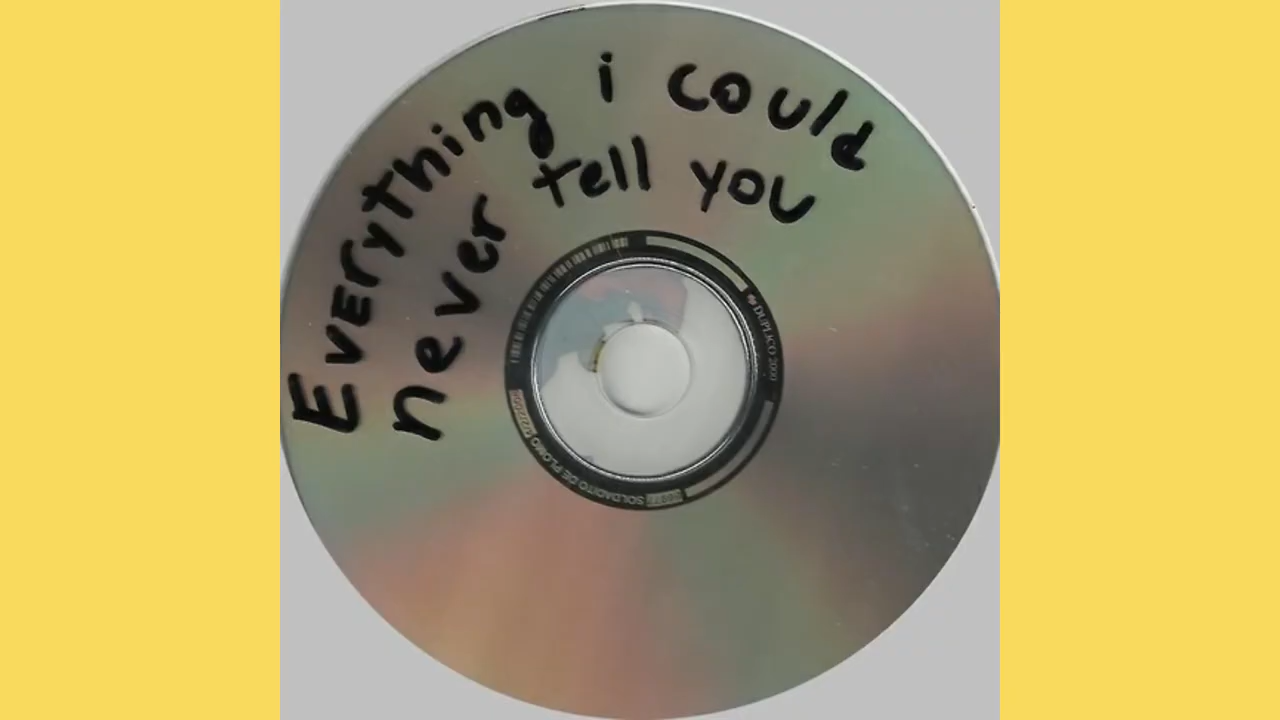 Everything i could
never tell you
DUPLICO 2000
SOLDADITO DE PLOMO